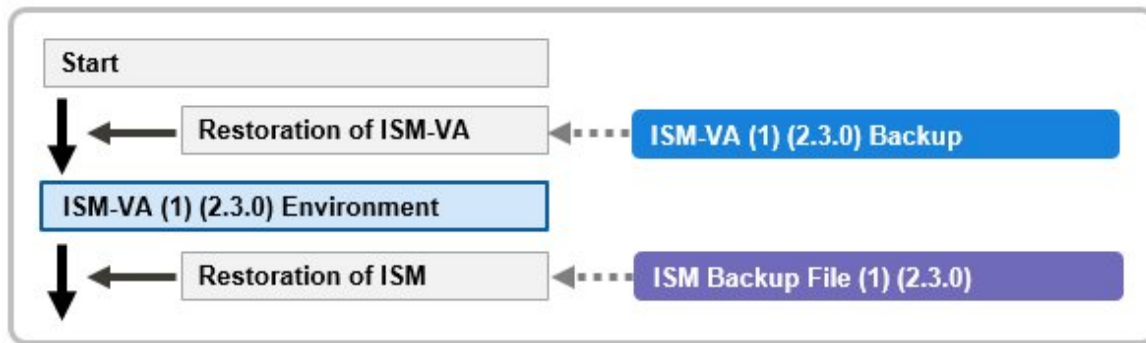 Start
Restoration of ISM-VA
ISM-VA (1) (2.3.0) Backup
ISM-VA (1) (2.3.0) Environment
Restoration of ISM
ISM Backup File (1) (2.3.0)